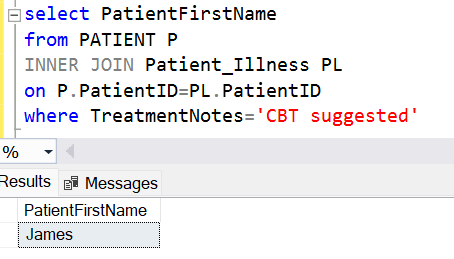 select PatientFirstName
from PATIENT P
INNER JOIN Patient_Illness PL
on P.PatientID=PL.PatientID
where TreatmentNotes='CBT suggested'
%
Results Messages
PatientFirstName
James